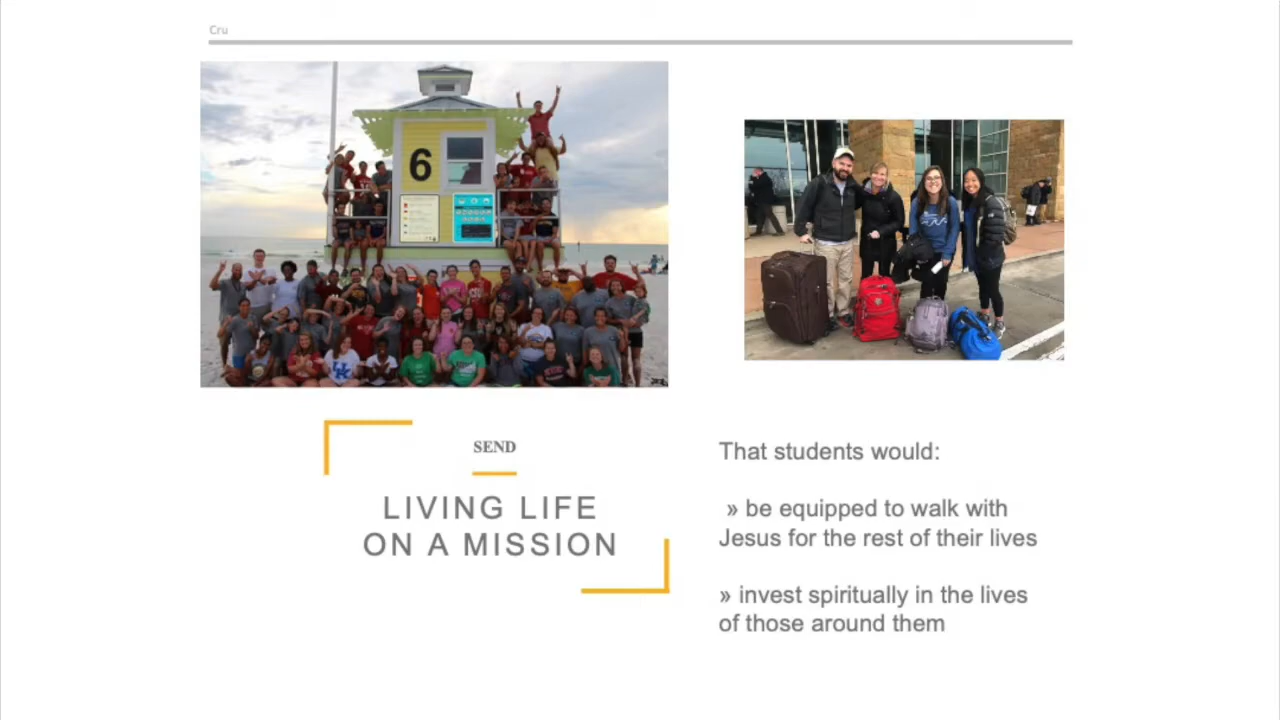 Cru
6
SEND
LIVING LIFE
ON A MISSION
That students would:
» be equipped to walk with
Jesus for the rest of their lives
» invest spiritually in the lives
of those around them